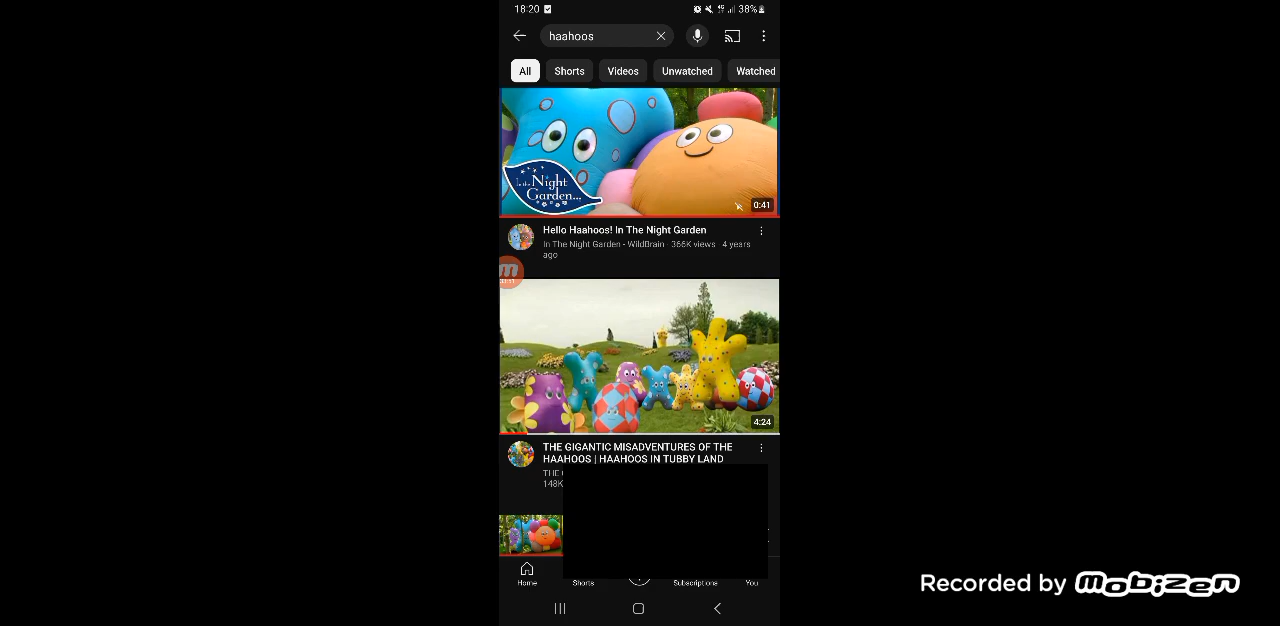 18:20 4G 38%
haahoos
All Shorts Videos Unwatched Watched
In the Night Garden...
0:41
Hello Haahoos! In The Night Garden
In The Night Garden - WildBrain · 366K views · 4 years
ago
4:24
THE GIGANTIC MISADVENTURES OF THE
HAAHOOS | HAAHOOS IN TUBBY LAND
THE
148K
Home Shorts Subscriptions You
Recorded by mobizen